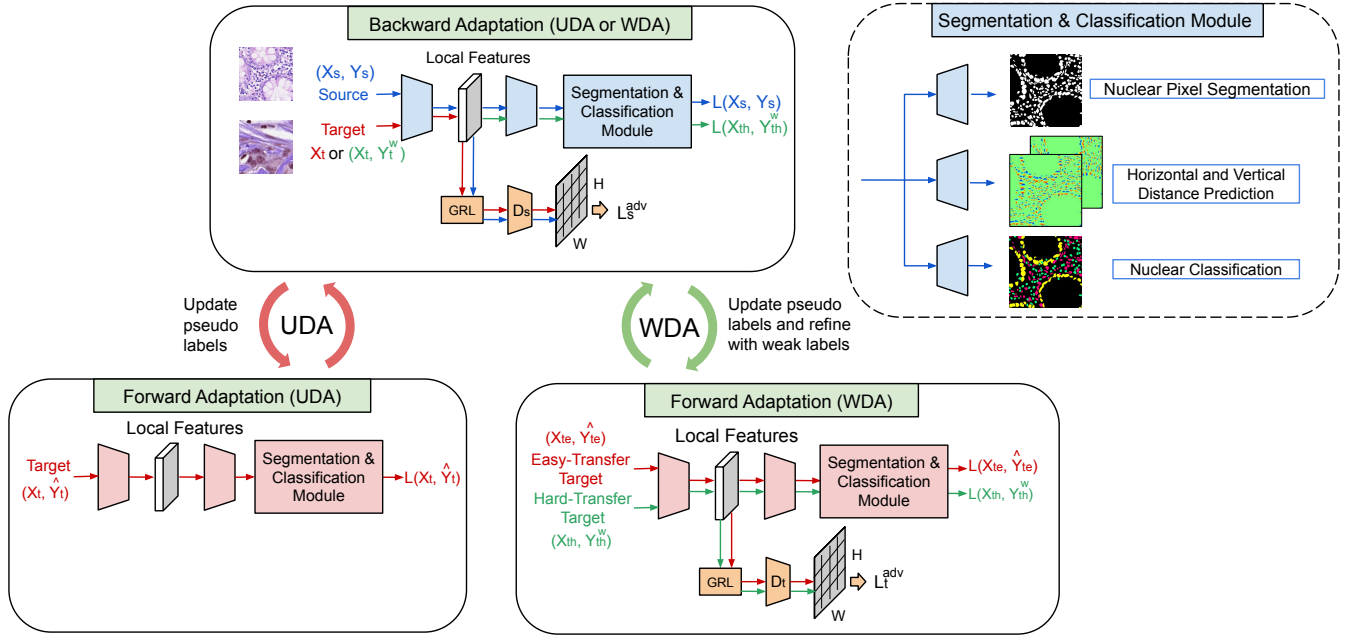 Backward Adaptation (UDA or WDA)
Local Features
(Xs, Ys)
Source
Target
Xt or (Xt, Yt^w)
Segmentation &
Classification
Module
L(Xs, Ys)
L(Xth, Yth^w)
GRL
Ds
H
W
Ls^adv
Segmentation & Classification Module
Nuclear Pixel Segmentation
Horizontal and Vertical
Distance Prediction
Nuclear Classification
Update
pseudo
labels
UDA
WDA
Update pseudo
labels and refine
with weak labels
Forward Adaptation (UDA)
Local Features
Target
(Xt, Ŷt)
Segmentation &
Classification
Module
L(Xt, Ŷt)
Forward Adaptation (WDA)
(Xte, Ŷte)
Easy-Transfer
Target
Hard-Transfer
Target
(Xth, Yth^w)
Local Features
Segmentation &
Classification
Module
L(Xte, Ŷte)
L(Xth, Yth^w)
GRL
Dt
H
W
Lt^adv